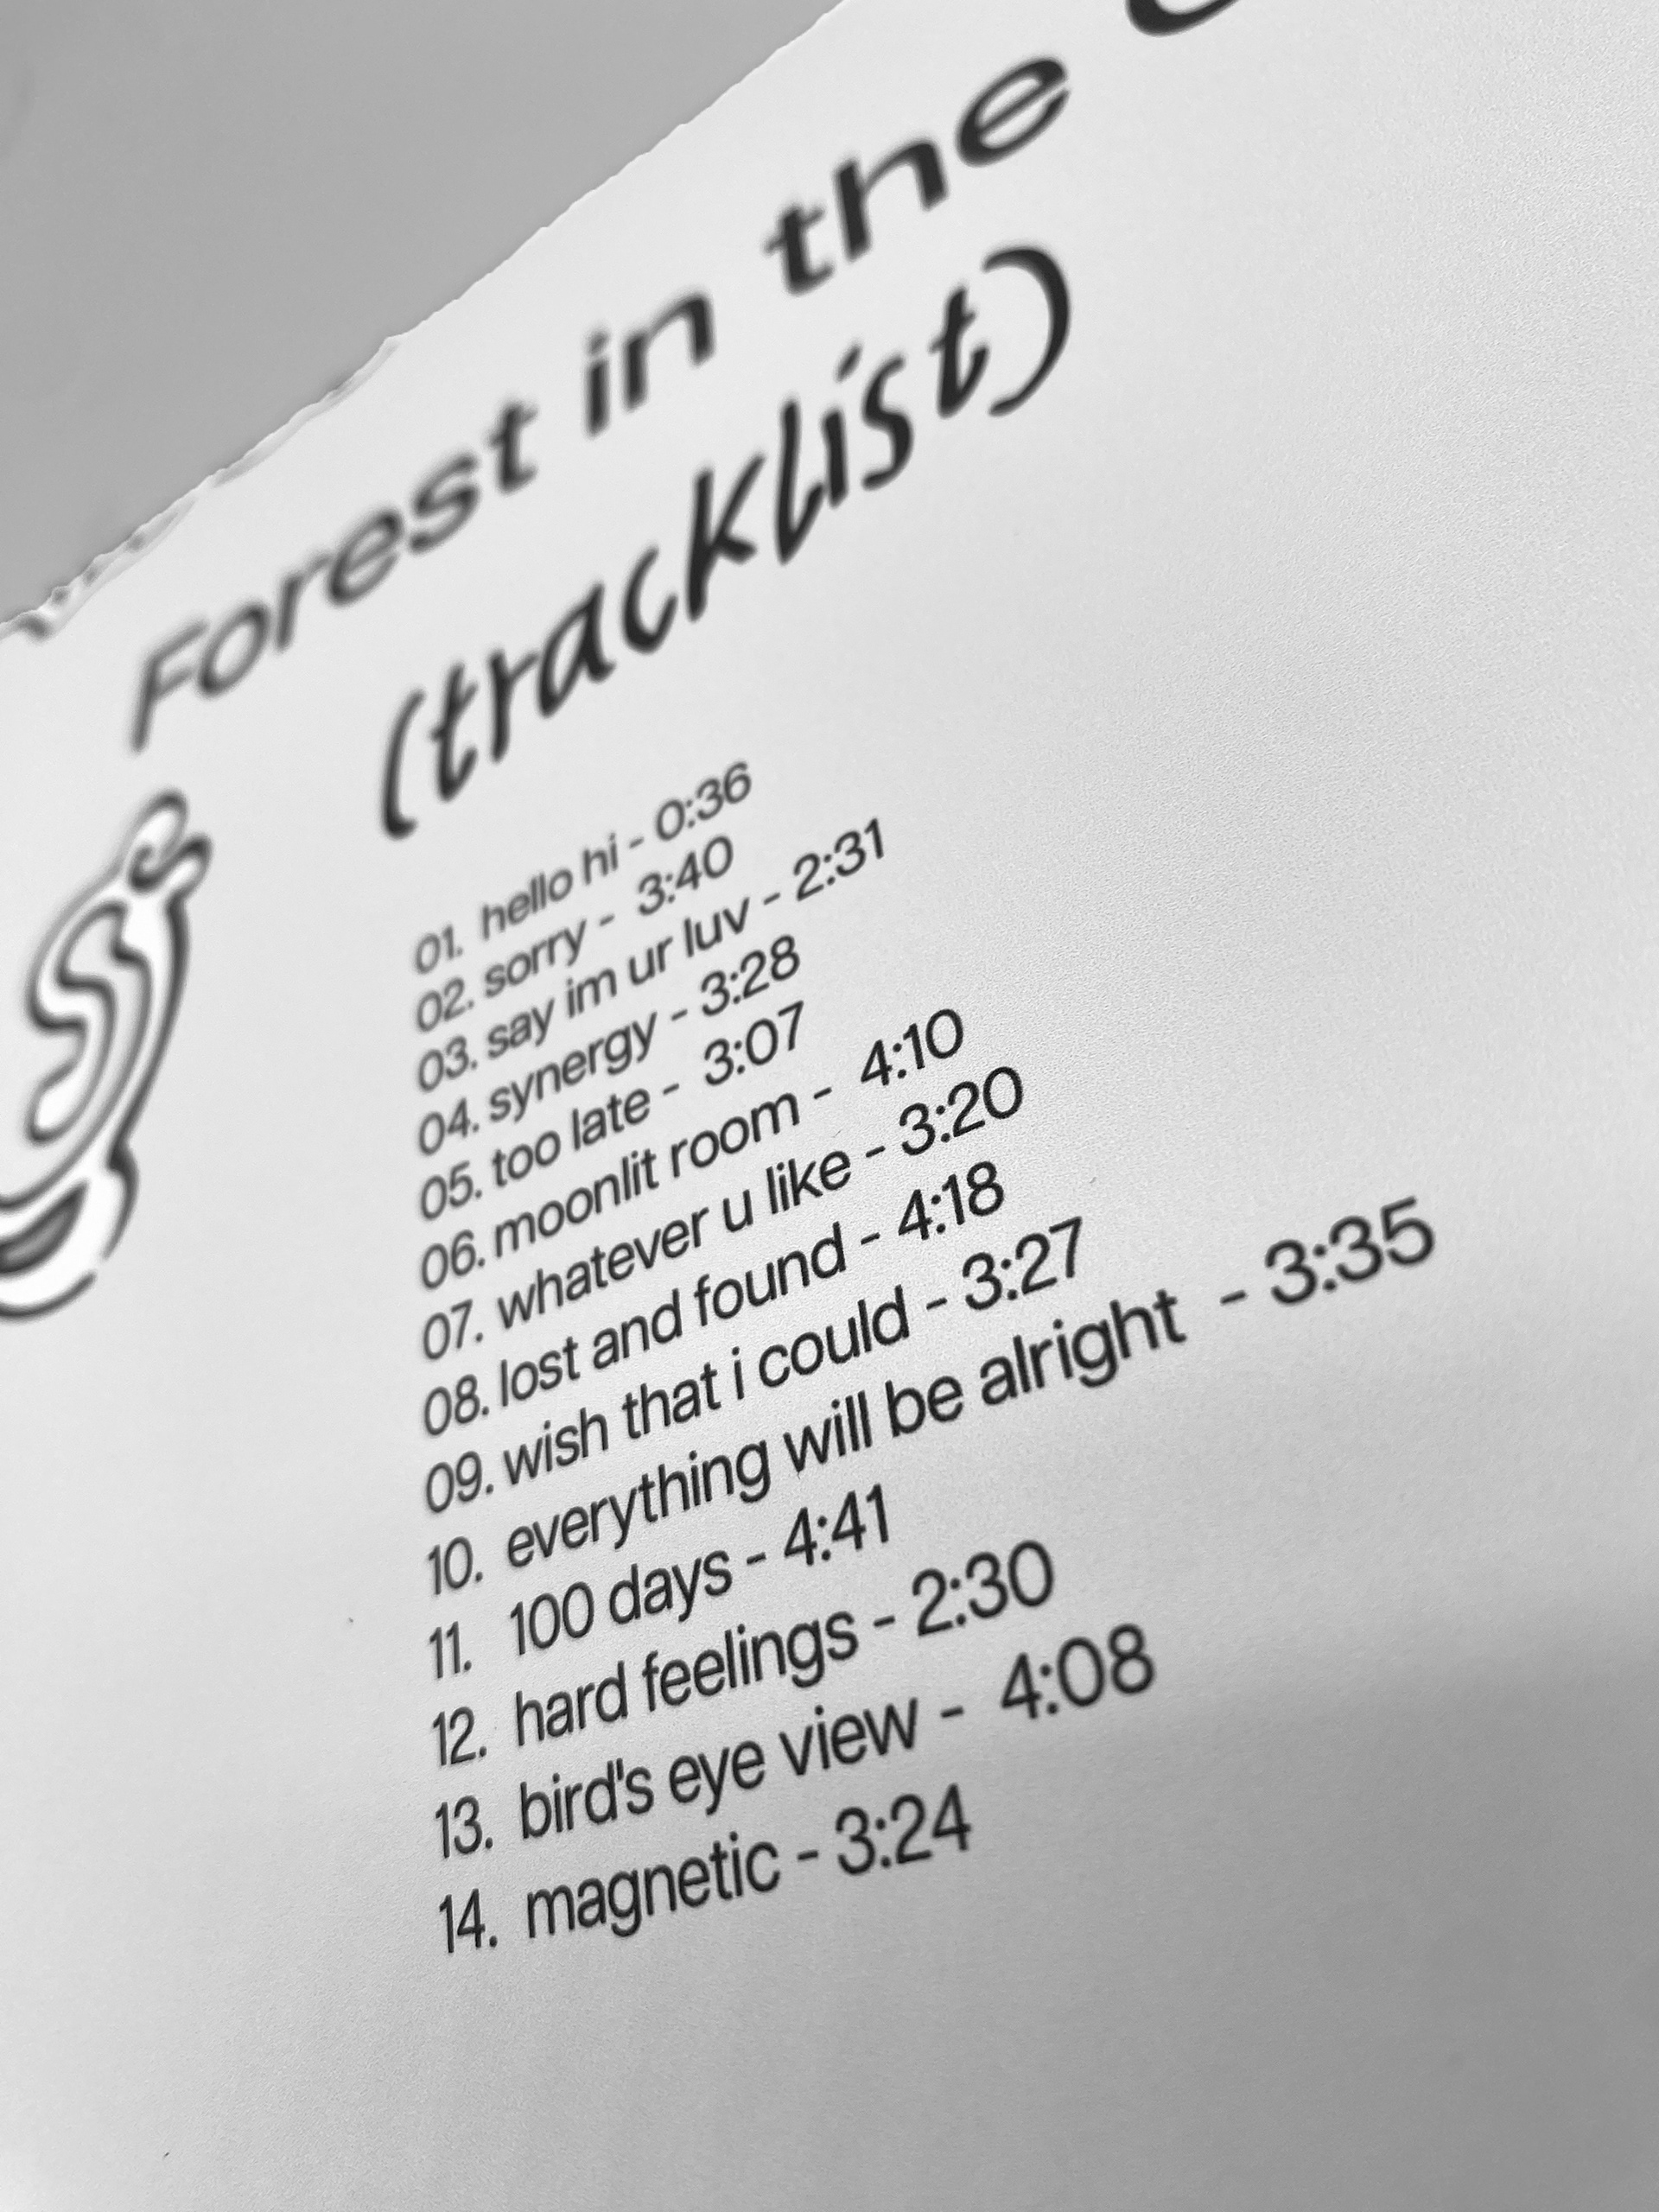 Forest in the
(tracklist)
01. hello hi - 0:36
02. sorry - 3:40
03. say im ur luv - 2:31
04. synergy - 3:28
05. too late - 3:07
06. moonlit room - 4:10
07. whatever u like - 3:20
08. lost and found - 4:18
09. wish that i could - 3:27
10. everything will be alright - 3:35
11. 100 days - 4:41
12. hard feelings - 2:30
13. bird's eye view - 4:08
14. magnetic - 3:24